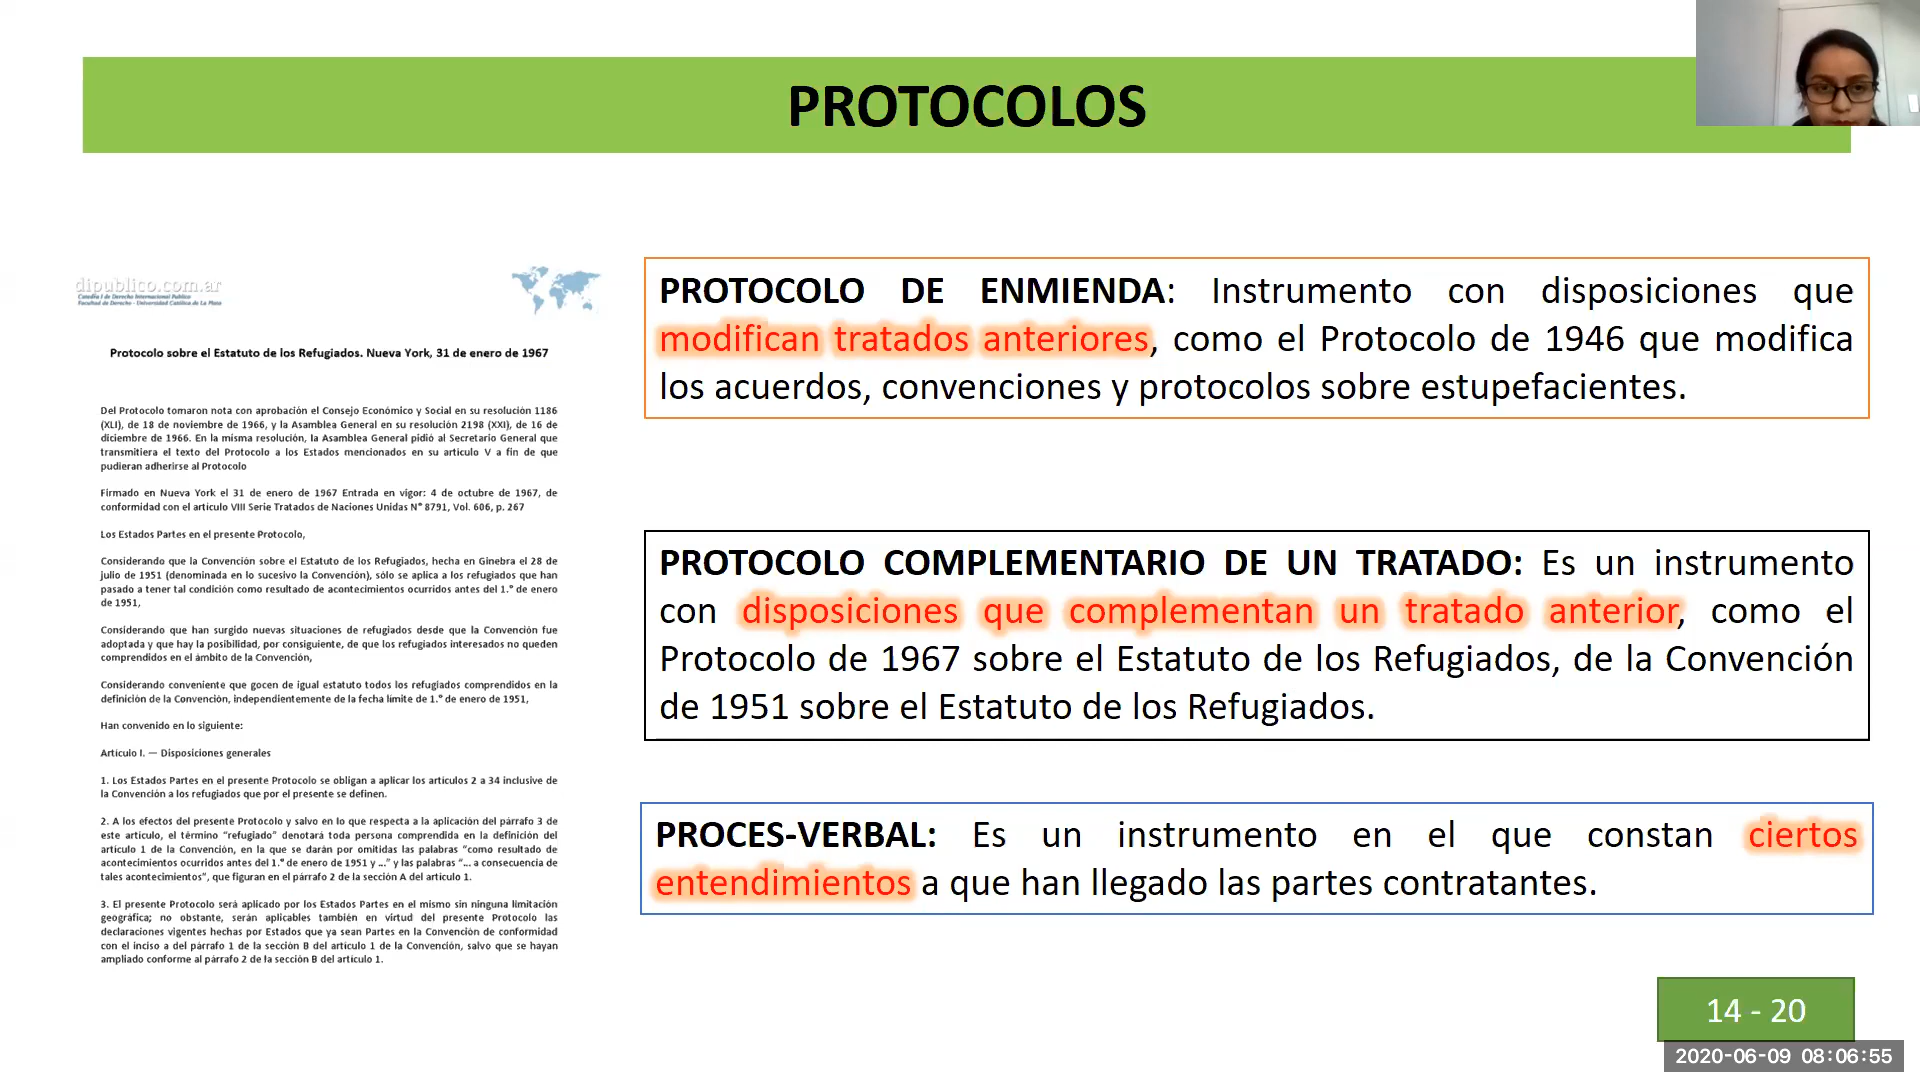 PROTOCOLOS
dipublico.com.ar
Catedra I de Derecho Internacional Publico
Facultad de Derecho - Universidad Católica de La Plata
Protocolo sobre el Estatuto de los Refugiados. Nueva York, 31 de enero de 1967
Del Protocolo tomaron nota con aprobación el Consejo Económico y Social en su resolución 1186
(XLI), de 18 de noviembre de 1966, y la Asamblea General en su resolución 2198 (XXI), de 16 de
diciembre de 1966. En la misma resolución, la Asamblea General pidió al Secretario General que
transmitiera el texto del Protocolo a los Estados mencionados en su artículo V a fin de que
pudieran adherirse al Protocolo
Firmado en Nueva York el 31 de enero de 1967 Entrada en vigor: 4 de octubre de 1967, de
conformidad con el artículo VIII Serie Tratados de Naciones Unidas N° 8791, Vol. 606, p. 267
Los Estados Partes en el presente Protocolo,
Considerando que la Convención sobre el Estatuto de los Refugiados, hecha en Ginebra el 28 de
julio de 1951 (denominada en lo sucesivo la Convención), sólo se aplica a los refugiados que han
pasado a tener tal condición como resultado de acontecimientos ocurridos antes del 1.° de enero
de 1951,
Considerando que han surgido nuevas situaciones de refugiados desde que la Convención fue
adoptada y que hay la posibilidad, por consiguiente, de que los refugiados interesados no queden
comprendidos en el ámbito de la Convención,
Considerando conveniente que gocen de igual estatuto todos los refugiados comprendidos en la
definición de la Convención, independientemente de la fecha límite de 1.° de enero de 1951,
Han convenido en lo siguiente:
Artículo I. — Disposiciones generales
1. Los Estados Partes en el presente Protocolo se obligan a aplicar los artículos 2 a 34 inclusive de
la Convención a los refugiados que por el presente se definen.
2. A los efectos del presente Protocolo y salvo en lo que respecta a la aplicación del párrafo 3 de
este artículo, el término “refugiado” denotará toda persona comprendida en la definición del
artículo 1 de la Convención, en la que se darán por omitidas las palabras “como resultado de
acontecimientos ocurridos antes del 1.° de enero de 1951 y ...” y las palabras “... a consecuencia de
tales acontecimientos”, que figuran en el párrafo 2 de la sección A del artículo 1.
3. El presente Protocolo será aplicado por los Estados Partes en el mismo sin ninguna limitación
geográfica; no obstante, serán aplicables también en virtud del presente Protocolo las
declaraciones vigentes hechas por Estados que ya sean Partes en la Convención de conformidad
con el inciso a del párrafo 1 de la sección B del artículo 1 de la Convención, salvo que se hayan
ampliado conforme al párrafo 2 de la sección B del artículo 1.
PROTOCOLO DE ENMIENDA: Instrumento con disposiciones que
modifican tratados anteriores, como el Protocolo de 1946 que modifica
los acuerdos, convenciones y protocolos sobre estupefacientes.
PROTOCOLO COMPLEMENTARIO DE UN TRATADO: Es un instrumento
con disposiciones que complementan un tratado anterior, como el
Protocolo de 1967 sobre el Estatuto de los Refugiados, de la Convención
de 1951 sobre el Estatuto de los Refugiados.
PROCES-VERBAL: Es un instrumento en el que constan ciertos
entendimientos a que han llegado las partes contratantes.
14 - 20
2020-06-09 08:06:55